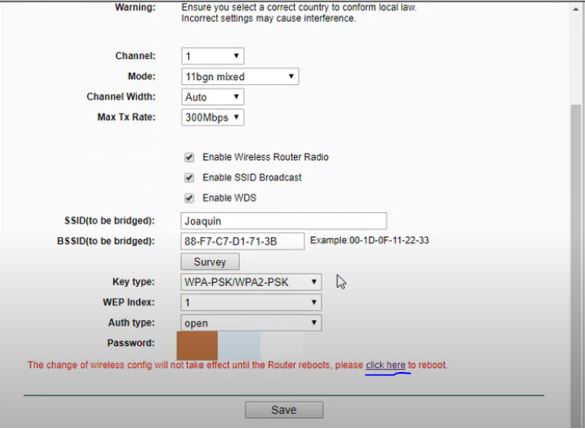 Warning: Ensure you select a correct country to conform local law.
Incorrect settings may cause interference.
Channel: 1
Mode: 11bgn mixed
Channel Width: Auto
Max Tx Rate: 300Mbps
Enable Wireless Router Radio
Enable SSID Broadcast
Enable WDS
SSID(to be bridged): Joaquin
BSSID(to be bridged): 88-F7-C7-D1-71-3B Example:00-1D-0F-11-22-33
Survey
Key type: WPA-PSK/WPA2-PSK
WEP Index: 1
Auth type: open
Password:
The change of wireless config will not take effect until the Router reboots, please click here to reboot.
Save